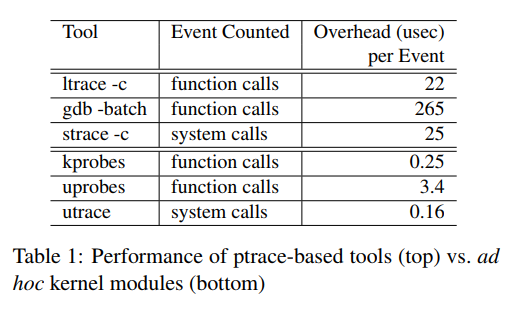 Tool Event Counted Overhead (usec)
per Event
ltrace -c function calls 22
gdb -batch function calls 265
strace -c system calls 25
kprobes function calls 0.25
uprobes function calls 3.4
utrace system calls 0.16
Table 1: Performance of ptrace-based tools (top) vs. ad
hoc kernel modules (bottom)